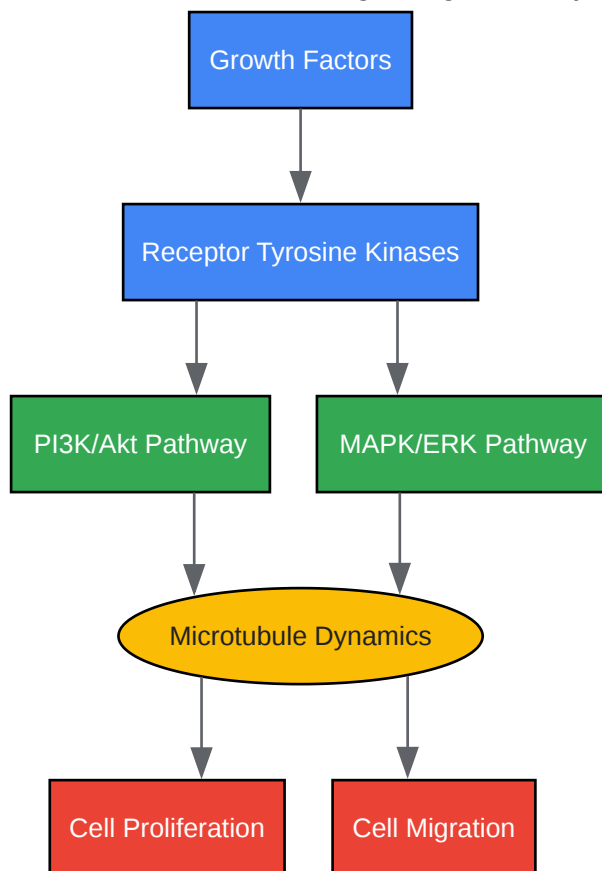 Growth Factors
Receptor Tyrosine Kinases
PI3K/Akt Pathway
MAPK/ERK Pathway
Microtubule Dynamics
Cell Proliferation
Cell Migration